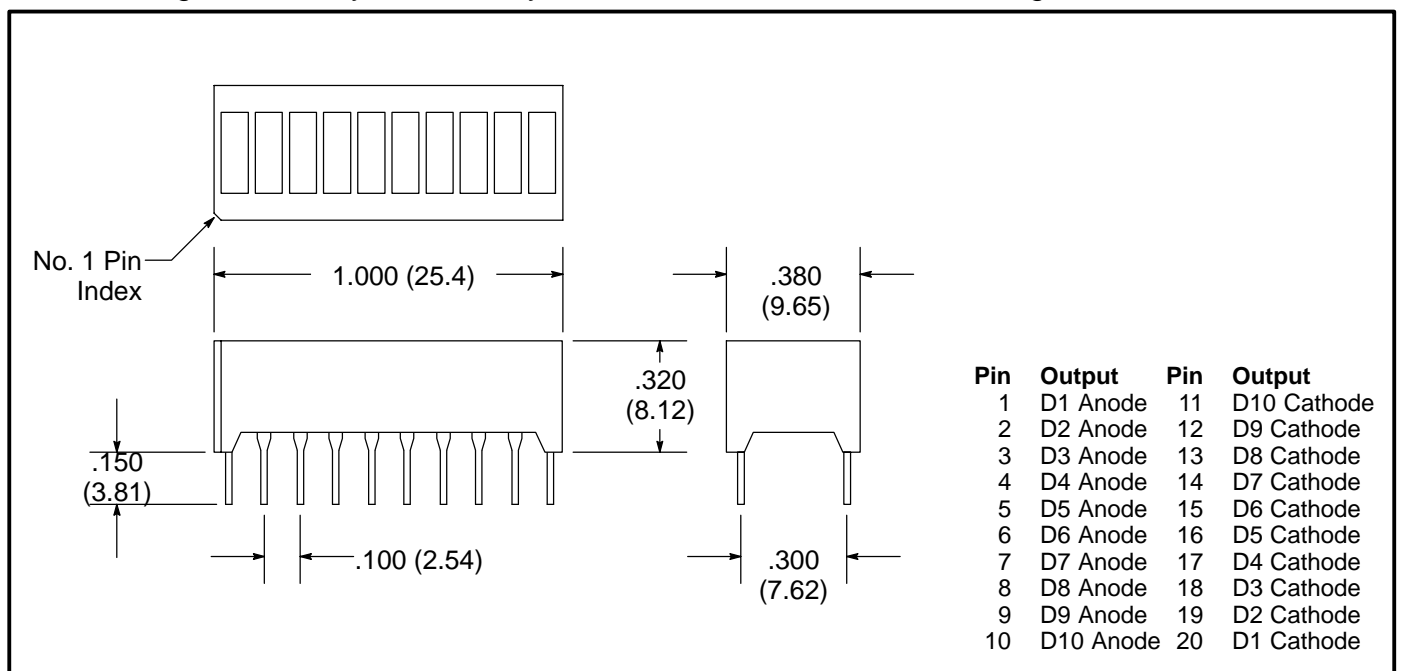 No. 1 Pin
Index
1.000 (25.4)
.380
(9.65)
.320
(8.12)
.150
(3.81)
.100 (2.54)
.300
(7.62)
Pin Output Pin Output
1 D1 Anode 11 D10 Cathode
2 D2 Anode 12 D9 Cathode
3 D3 Anode 13 D8 Cathode
4 D4 Anode 14 D7 Cathode
5 D5 Anode 15 D6 Cathode
6 D6 Anode 16 D5 Cathode
7 D7 Anode 17 D4 Cathode
8 D8 Anode 18 D3 Cathode
9 D9 Anode 19 D2 Cathode
10 D10 Anode 20 D1 Cathode